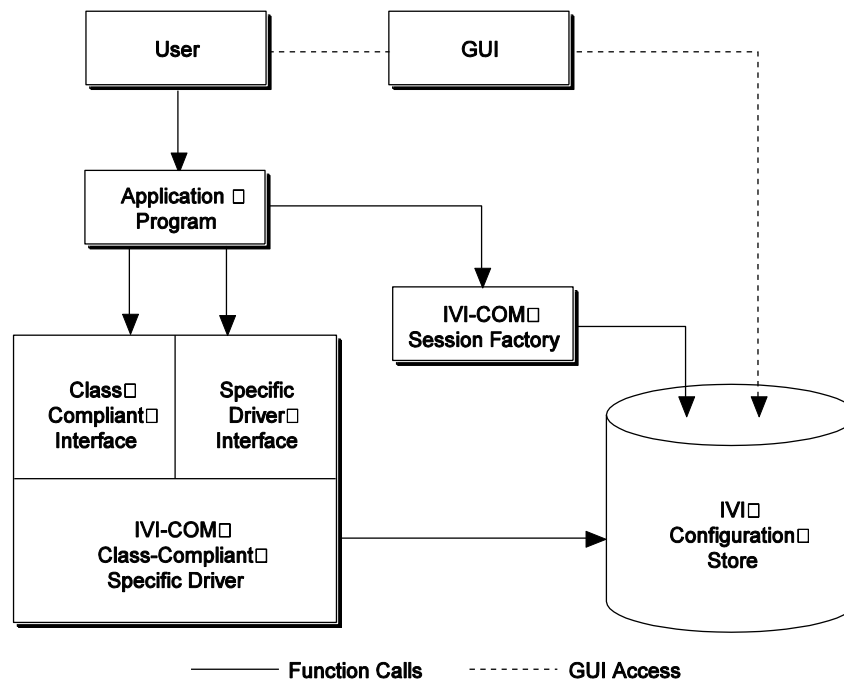 User
GUI
Application □
Program
IVI-COM□
Session Factory
Class□
Compliant□
Interface
Specific
Driver□
Interface
IVI-COM□
Class-Compliant□
Specific Driver
IVI□
Configuration□
Store
Function Calls
GUI Access